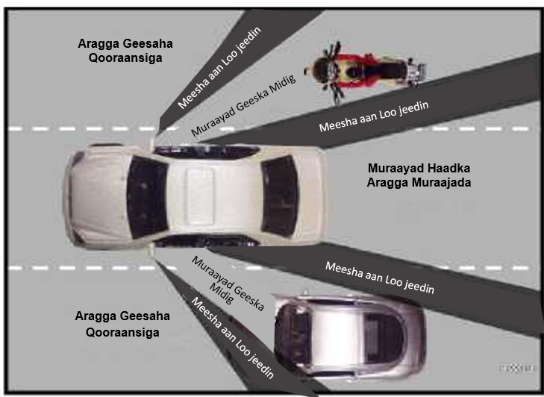 Aragga Geesaha
Qooraansiga
Meesha aan Loo jeedin
Muraayad Geeska Midig
Meesha aan Loo jeedin
Muraayad Haadka
Aragga Muraajada
Meesha aan Loo jeedin
Muraayad Geeska
Midig
Meesha aan Loo jeedin
Aragga Geesaha
Qooraansiga